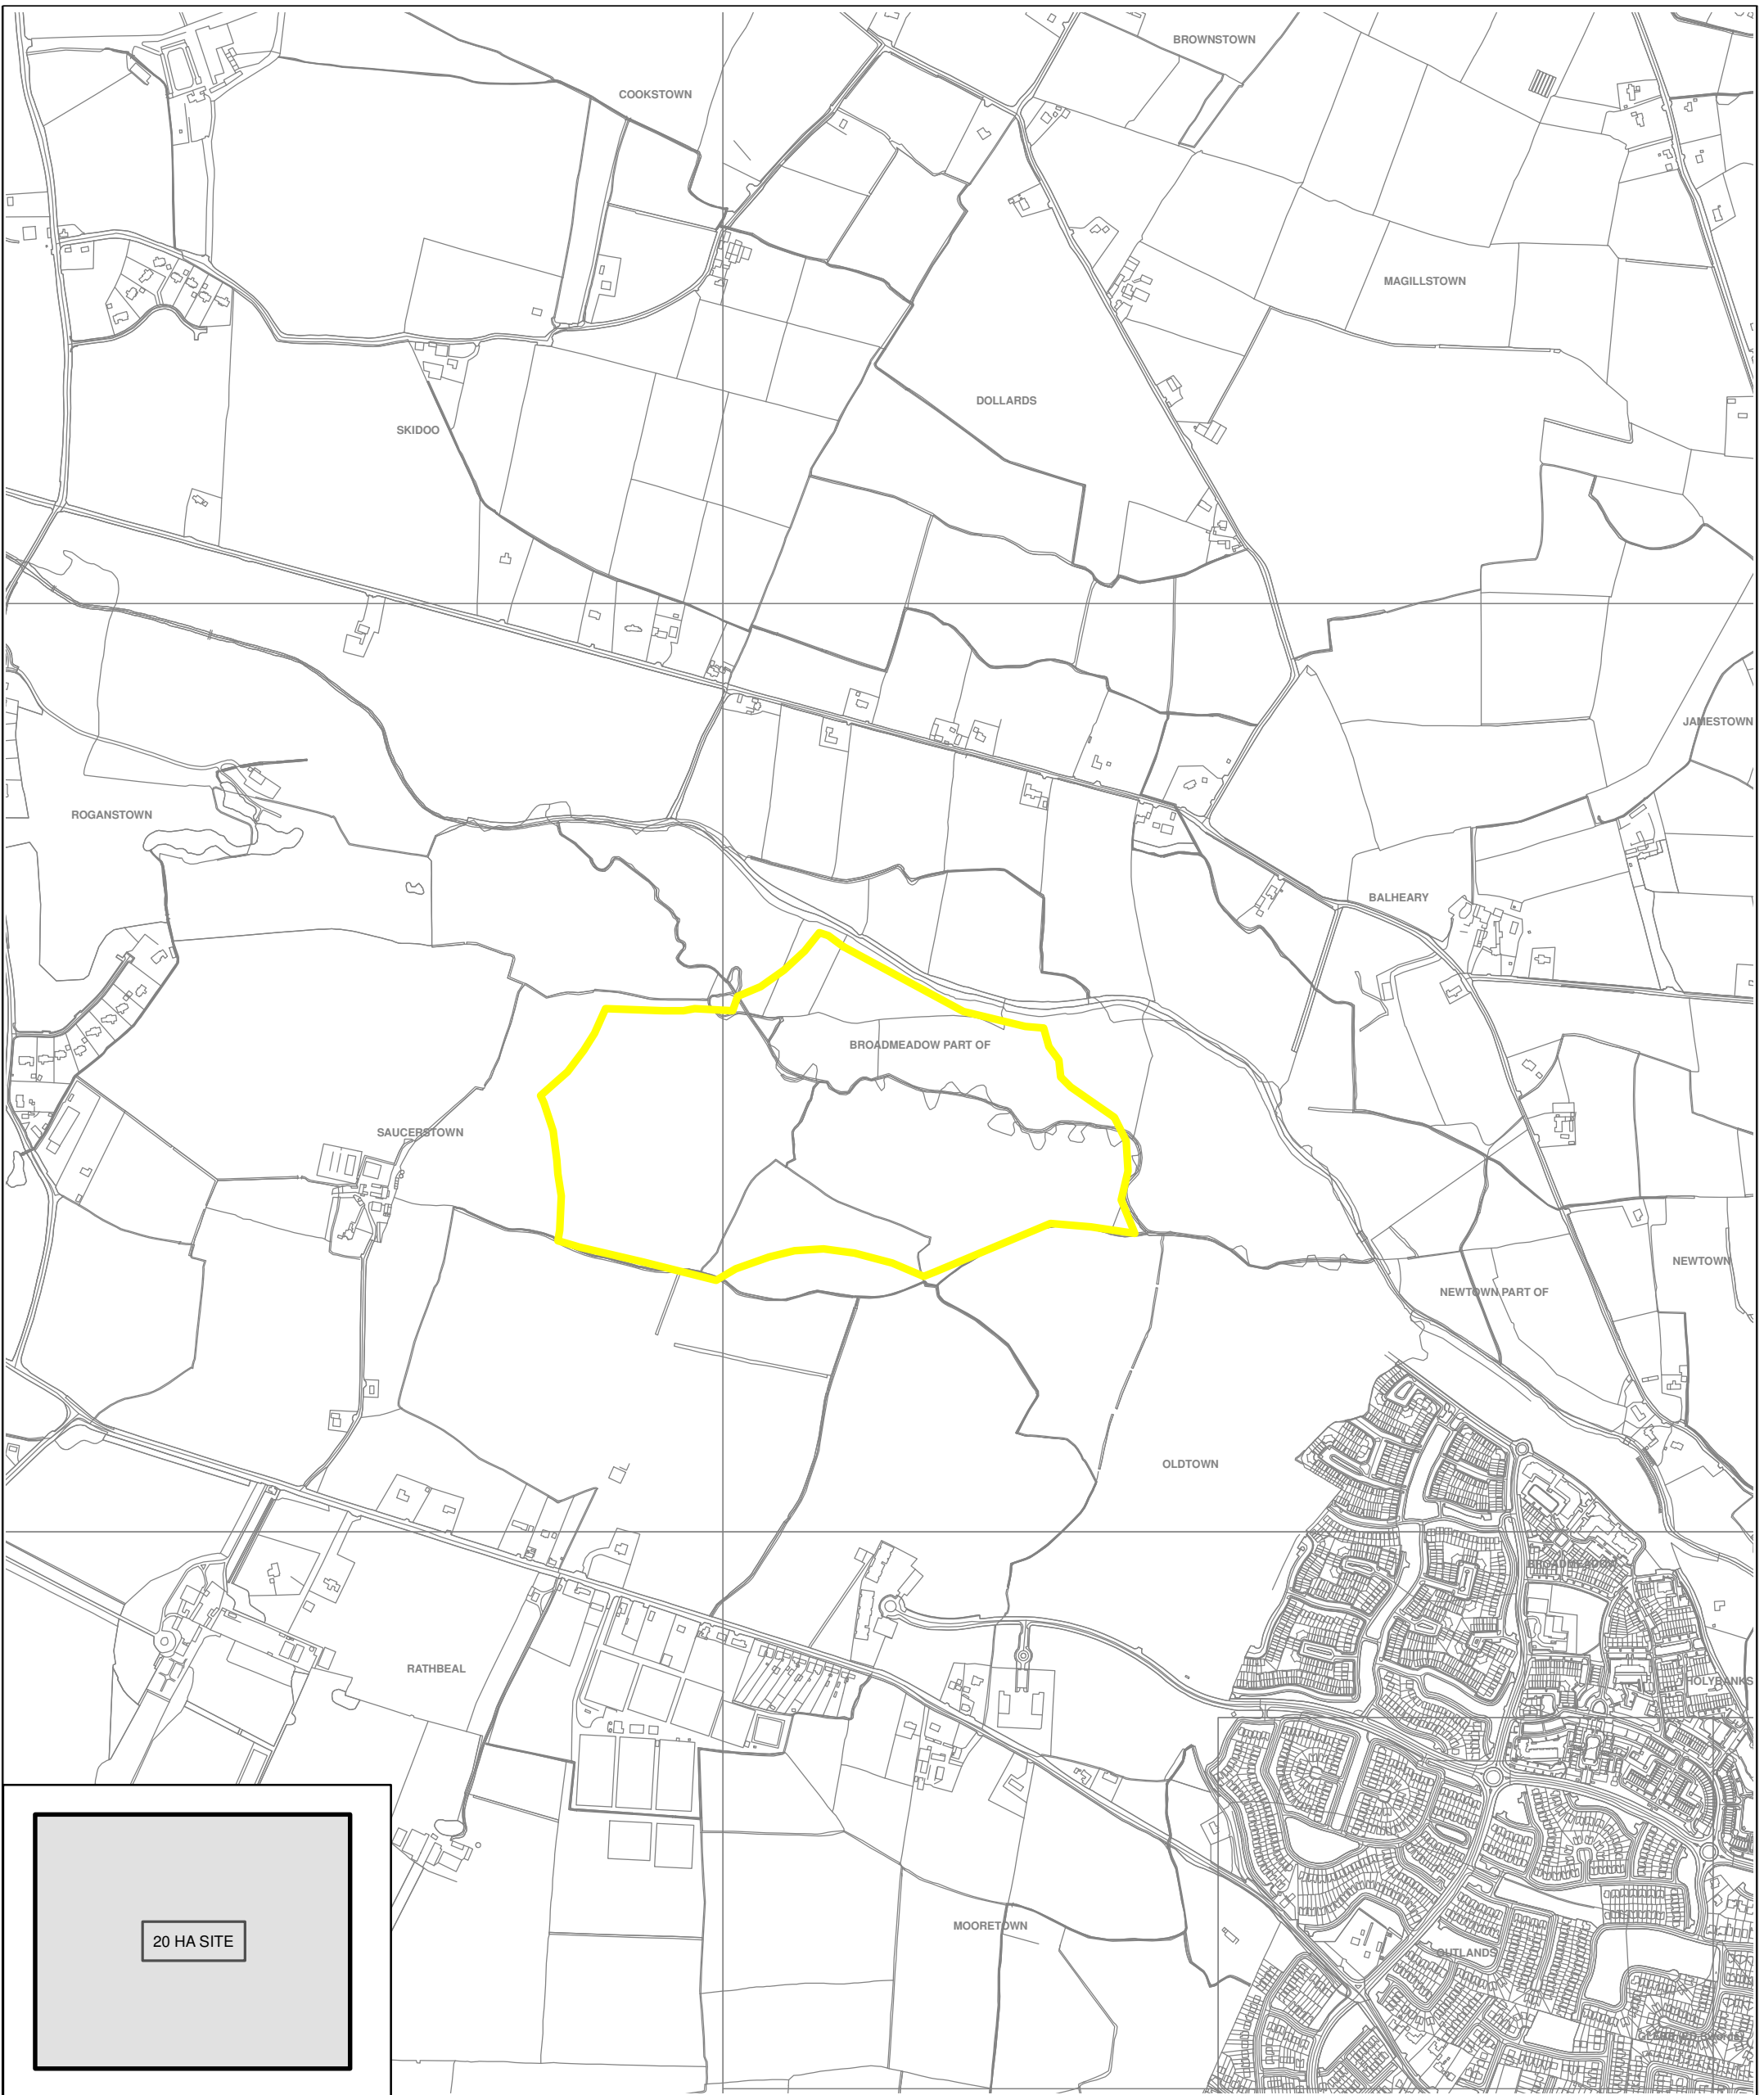 BROWNSTOWN
COOKSTOWN
MAGILLSTOWN
DOLLARDS
SKIDOO
JAMESTOWN
ROGANSTOWN
BALHEARY
BROADMEADOW PART OF
SAUCERSTOWN
NEWTOWN
NEWTOWN PART OF
OLDTOWN
BROADMEADOW
RATHBEAL
HOLYBANKS
20 HA SITE
MOORETOWN
OUTLANDS